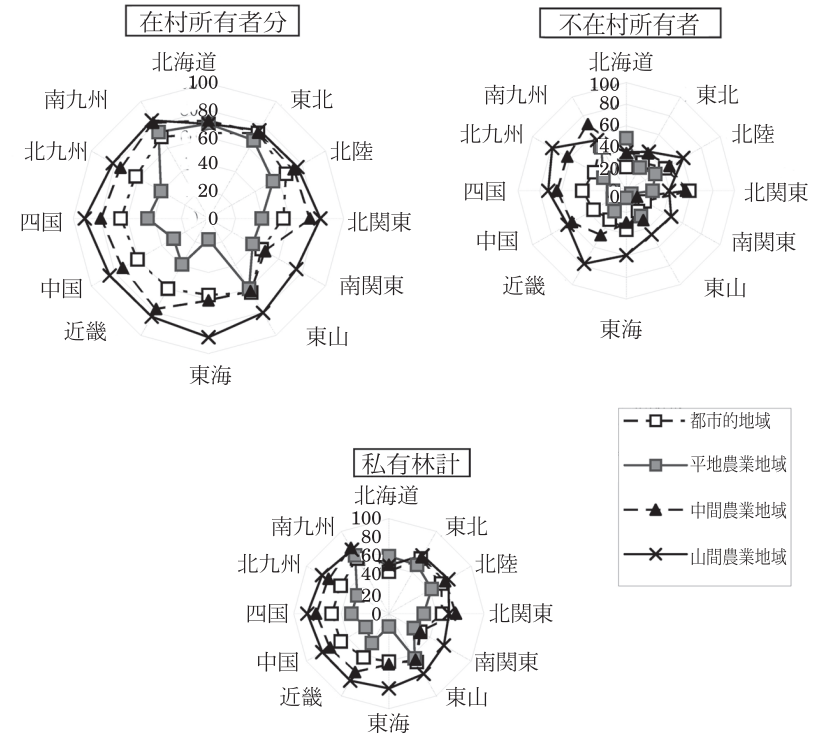 在村所有者分
北海道
東北
北陸
北関東
南関東
東山
東海
近畿
中国
四国
北九州
南九州
100
80
60
40
20
0
不在村所有者
北海道
東北
北陸
北関東
南関東
東山
東海
近畿
中国
四国
北九州
南九州
100
80
60
40
20
0
都市的地域
平地農業地域
中間農業地域
山間農業地域
私有林計
北海道
東北
北陸
北関東
南関東
東山
東海
近畿
中国
四国
北九州
南九州
100
80
60
40
20
0